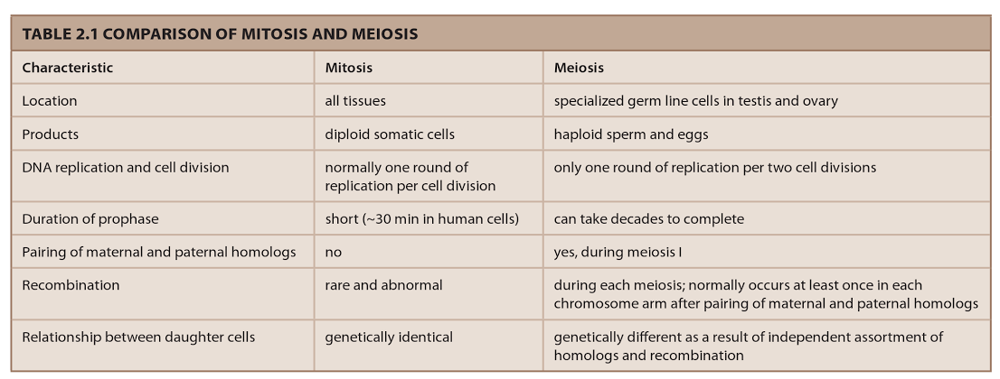 TABLE 2.1 COMPARISON OF MITOSIS AND MEIOSIS
Characteristic Mitosis Meiosis
Location all tissues specialized germ line cells in testis and ovary
Products diploid somatic cells haploid sperm and eggs
DNA replication and cell division normally one round of only one round of replication per two cell divisions
replication per cell division
Duration of prophase short (~30 min in human cells) can take decades to complete
Pairing of maternal and paternal homologs no yes, during meiosis I
Recombination rare and abnormal during each meiosis; normally occurs at least once in each
chromosome arm after pairing of maternal and paternal homologs
Relationship between daughter cells genetically identical genetically different as a result of independent assortment of
homologs and recombination